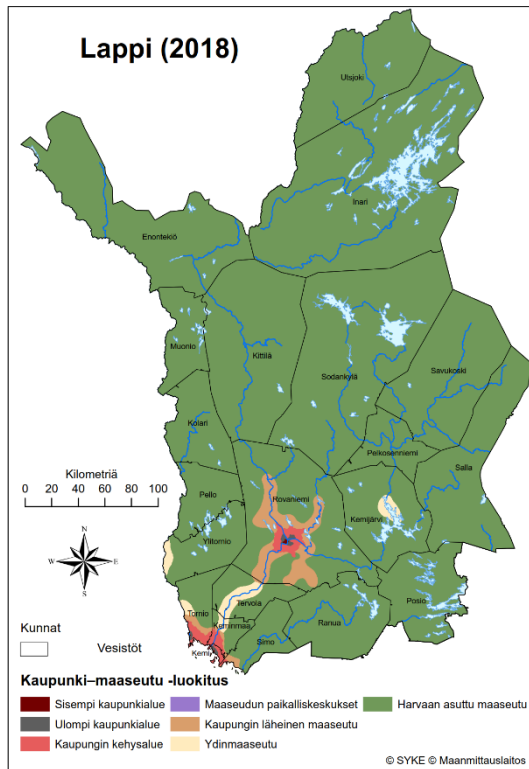 Lappi (2018)
Utsjoki
Inari
Enontekiö
Muonio
Kittilä
Sodankylä
Savukoski
Kolari
Pelkosenniemi
Salla
Kilometriä
0 20 40 60 80 100
Pello
Rovaniemi
Kemijärvi
Ylitornio
N
W E
S
Posio
Tervola
Tornio
Ranua
Keminmaa
Simo
Kemi
Kunnat
Vesistöt
Kaupunki–maaseutu -luokitus
Sisempi kaupunkialue Maaseudun paikalliskeskukset Harvaan asuttu maaseutu
Ulompi kaupunkialue Kaupungin läheinen maaseutu
Kaupungin kehysalue Ydinmaaseutu
© SYKE © Maanmittauslaitos